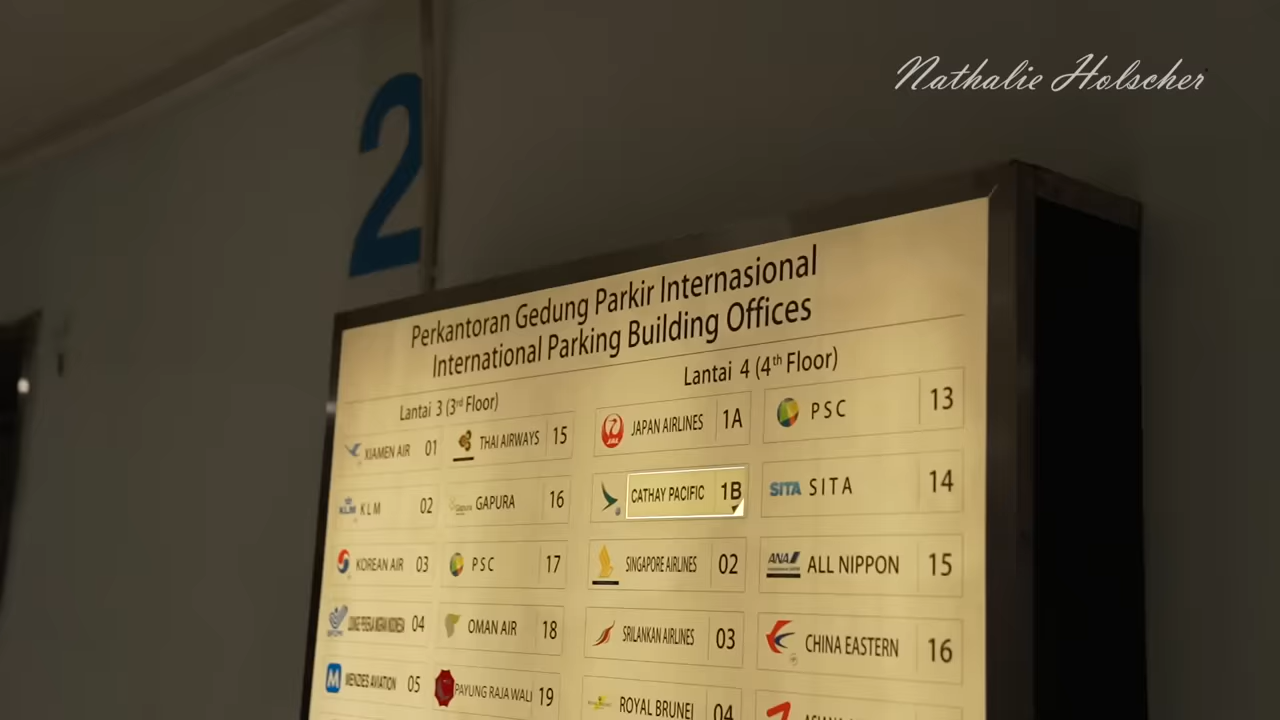 Nathalie Holscher
2
Perkantoran Gedung Parkir Internasional
International Parking Building Offices
Lantai 3 (3rd Floor)
XIAMEN AIR 01
THAI AIRWAYS 15
KLM KLM 02
Gapura GAPURA 16
KOREAN AIR 03
PSC 17
04
OMAN AIR 18
M MENZIES AVIATION 05
PAYUNG RAJA WALI 19
Lantai 4 (4th Floor)
JAL JAPAN AIRLINES 1A
PSC 13
CATHAY PACIFIC 1B
SITA SITA 14
SINGAPORE AIRLINES 02
ANA ALL NIPPON 15
SRILANKAN AIRLINES 03
CHINA EASTERN 16
ROYAL BRUNEI 04